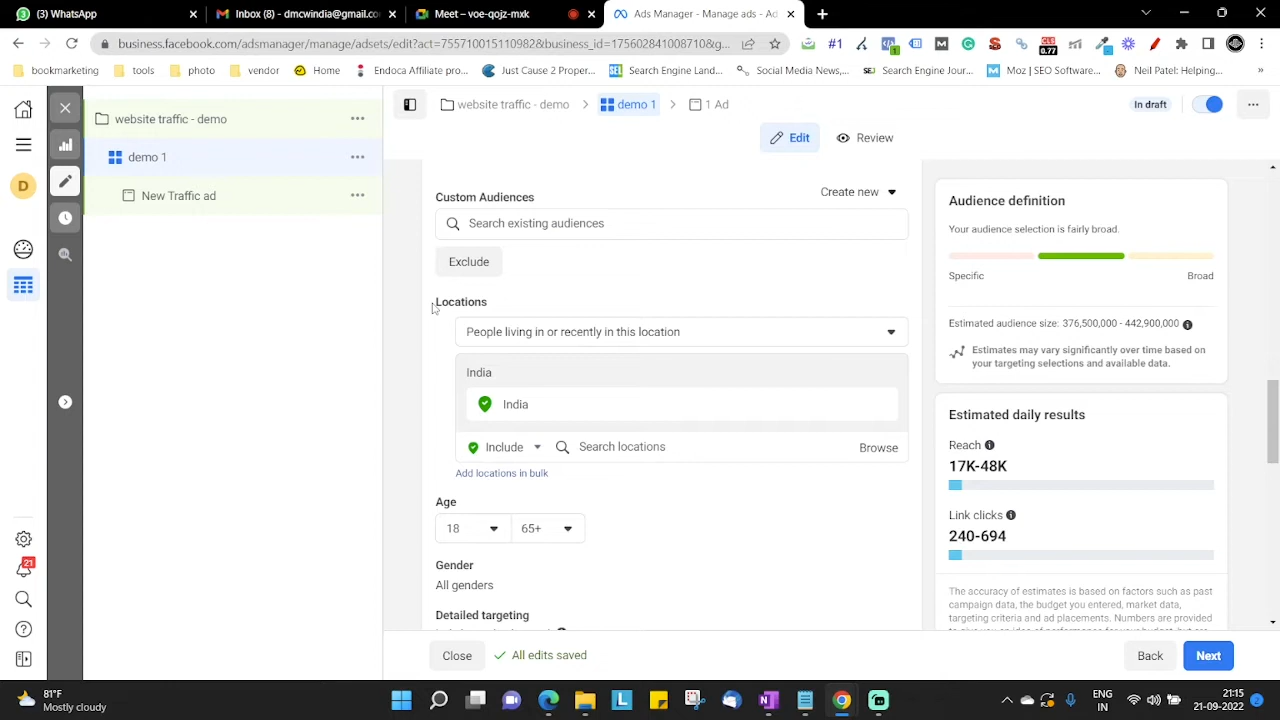 WhatsApp
Inbox (8) - dmcwindia@gmail.co
Meet – voe-qojz-mxk
Ads Manager - Manage ads - Ad
business.facebook.com/adsmanager/manage/adsets/edit?act=755710015110982&business_id=1756028410087​10&g...
#1
1
CLS
0.77
bookmarketing
tools
photo
vendor
Home
Endoca Affiliate pro...
Just Cause 2 Proper...
Search Engine Land...
Social Media News,...
Search Engine Jour...
Moz | SEO Software...
Neil Patel: Helping...
»
website traffic - demo
demo 1
New Traffic ad
website traffic - demo
demo 1
1 Ad
In draft
Edit
Review
D
21
Custom Audiences
Create new
Search existing audiences
Exclude
Locations
People living in or recently in this location
India
India
Include
Search locations
Browse
Add locations in bulk
Age
18
65+
Gender
All genders
Detailed targeting
Audience definition
Your audience selection is fairly broad.
Specific
Broad
Estimated audience size: 376,500,000 - 442,900,000
Estimates may vary significantly over time based on
your targeting selections and available data.
Estimated daily results
Reach
17K-48K
Link clicks
240-694
The accuracy of estimates is based on factors such as past
campaign data, the budget you entered, market data,
targeting criteria and ad placements. Numbers are provided
Close
All edits saved
Back
Next
81°F
Mostly cloudy
ENG
IN
21:15
21-09-2022
2